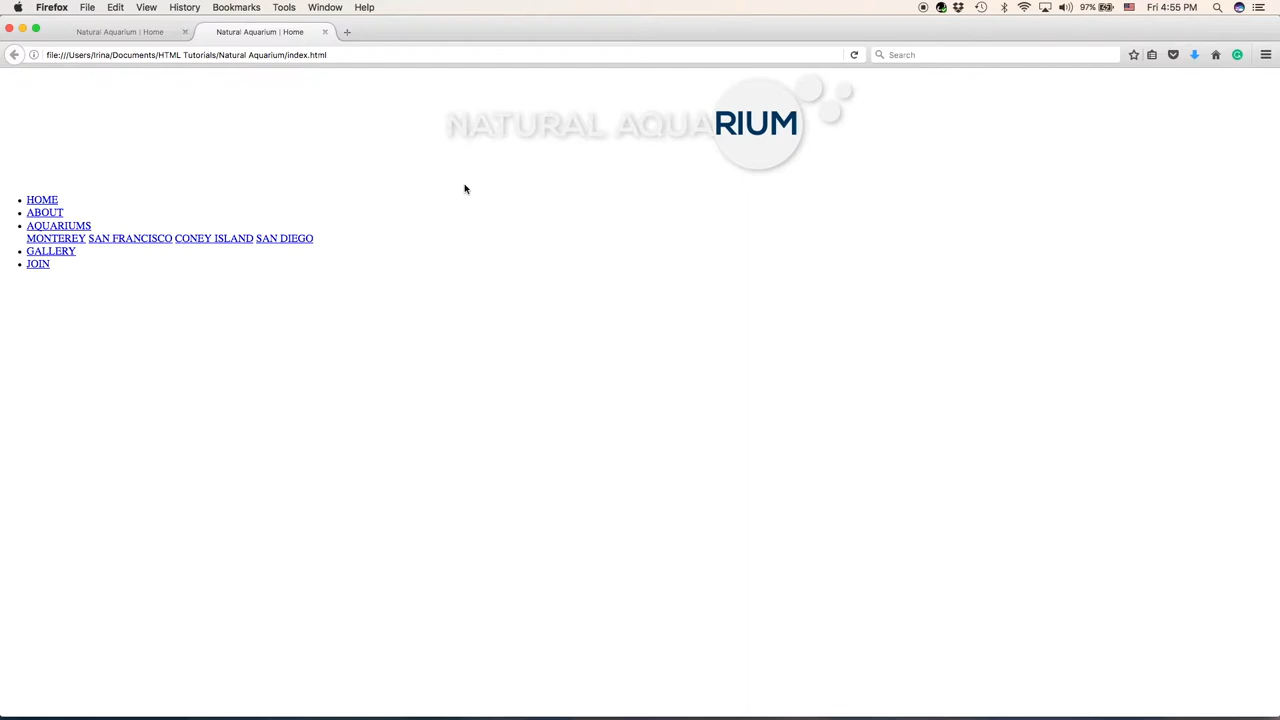 Firefox File Edit View History Bookmarks Tools Window Help 97% Fri 4:55 PM
Natural Aquarium | Home Natural Aquarium | Home
file:///Users/Irina/Documents/HTML Tutorials/Natural Aquarium/index.html Search
NATURAL AQUARIUM
HOME
ABOUT
AQUARIUMS
MONTEREY SAN FRANCISCO CONEY ISLAND SAN DIEGO
GALLERY
JOIN